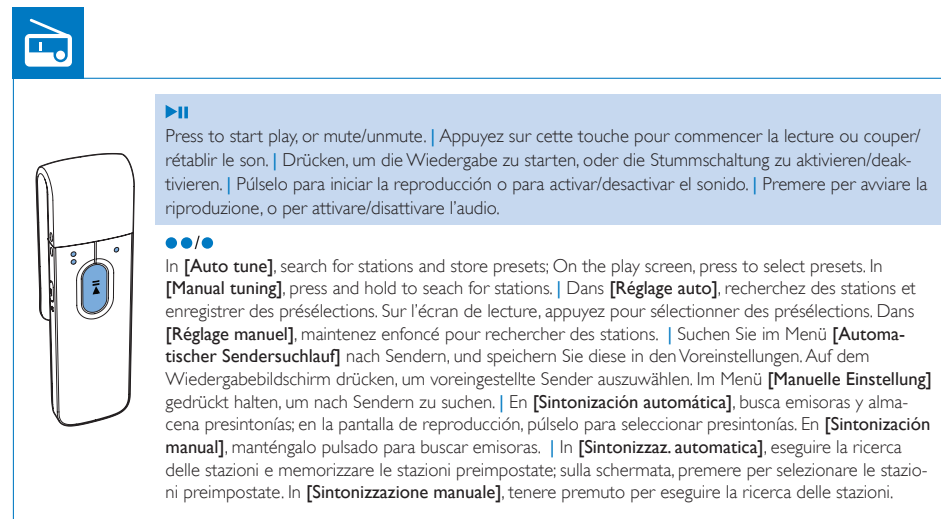 ▶II
Press to start play, or mute/unmute. | Appuyez sur cette touche pour commencer la lecture ou couper/
rétablir le son. | Drücken, um die Wiedergabe zu starten, oder die Stummschaltung zu aktivieren/deak-
tivieren. | Púlselo para iniciar la reproducción o para activar/desactivar el sonido. | Premere per avviare la
riproduzione, o per attivare/disattivare l'audio.
●●/●
In [Auto tune], search for stations and store presets; On the play screen, press to select presets. In
[Manual tuning], press and hold to seach for stations. | Dans [Réglage auto], recherchez des stations et
enregistrer des présélections. Sur l'écran de lecture, appuyez pour sélectionner des présélections. Dans
[Réglage manuel], maintenez enfoncé pour rechercher des stations. | Suchen Sie im Menü [Automa-
tischer Sendersuchlauf] nach Sendern, und speichern Sie diese in den Voreinstellungen. Auf dem
Wiedergabebildschirm drücken, um voreingestellte Sender auszuwählen. Im Menü [Manuelle Einstellung]
gedrückt halten, um nach Sendern zu suchen. | En [Sintonización automática], busca emisoras y alma-
cena presintonías; en la pantalla de reproducción, púlselo para seleccionar presintonías. En [Sintonización
manual], manténgalo pulsado para buscar emisoras. | In [Sintonizzaz. automatica], eseguire la ricerca
delle stazioni e memorizzare le stazioni preimpostate; sulla schermata, premere per selezionare le stazio-
ni preimpostate. In [Sintonizzazione manuale], tenere premuto per eseguire la ricerca delle stazioni.